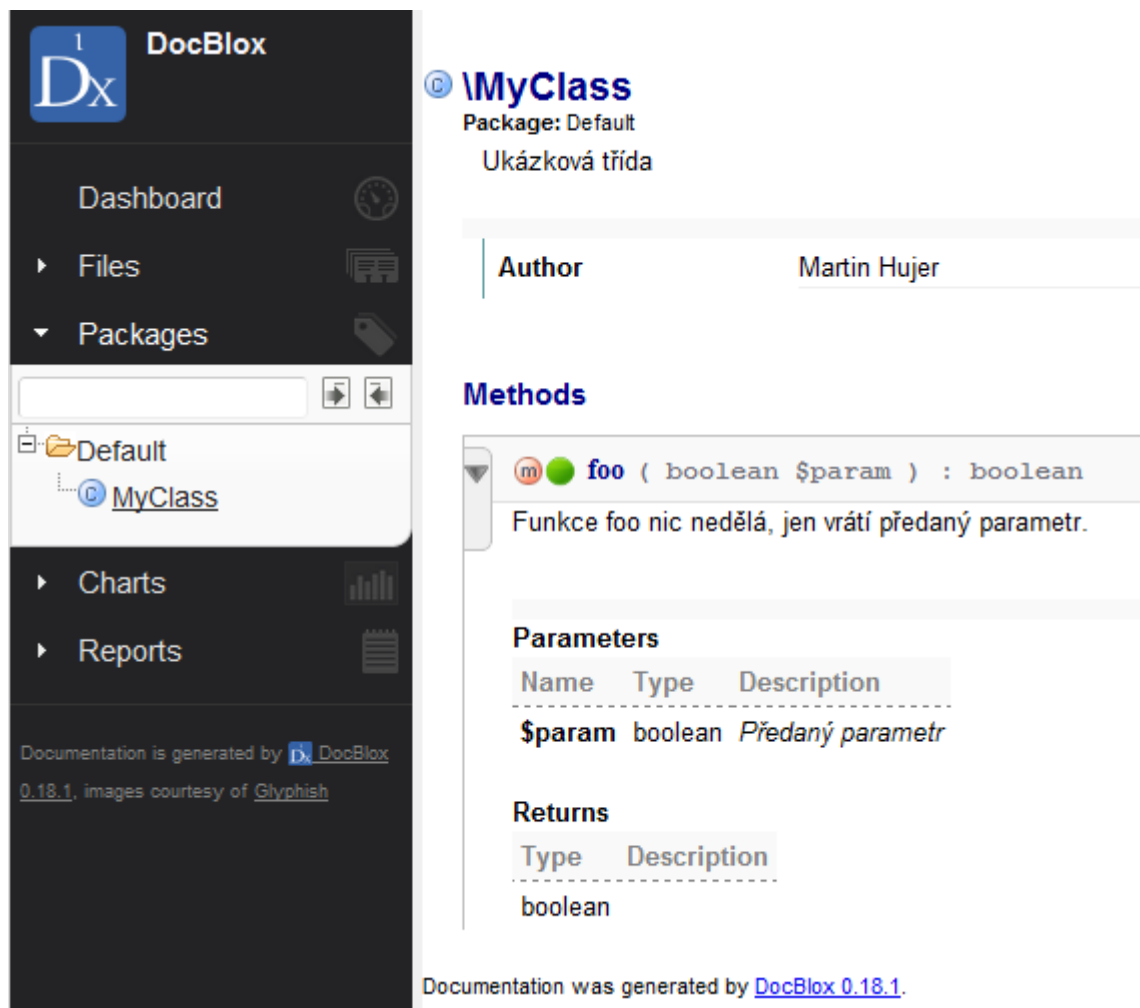 1
Dx
DocBlox
Dashboard
Files
Packages
Default
C MyClass
Charts
Reports
Documentation is generated by Dx DocBlox
0.18.1, images courtesy of Glyphish
C \MyClass
Package: Default
Ukázková třída
Author Martin Hujer
Methods
m foo ( boolean $param ) : boolean
Funkce foo nic nedělá, jen vrátí předaný parametr.
Parameters
Name Type Description
$param boolean Předaný parametr
Returns
Type Description
boolean
Documentation was generated by DocBlox 0.18.1.